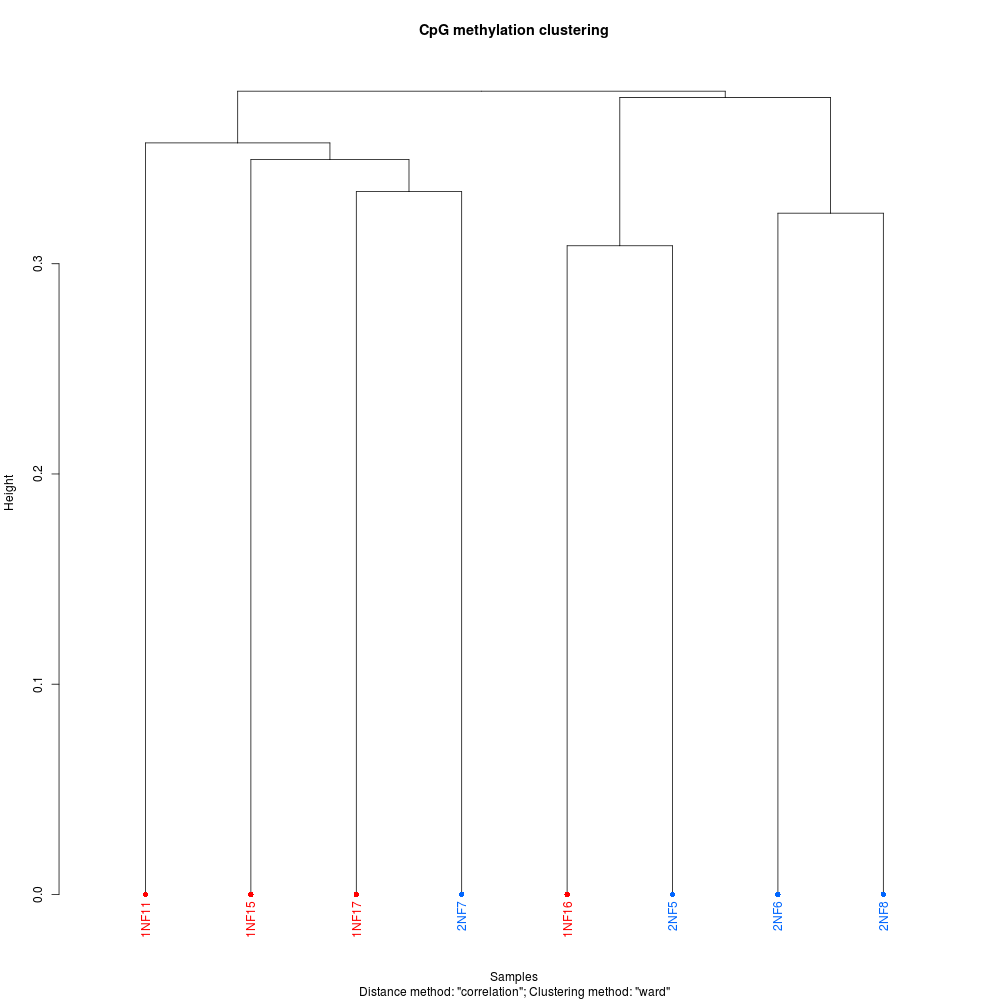 CpG methylation clustering
Height
0.3
0.2
0.1
0.0
1NF11
1NF15
1NF17
2NF7
1NF16
2NF5
2NF6
2NF8
Samples
Distance method: "correlation"; Clustering method: "ward"